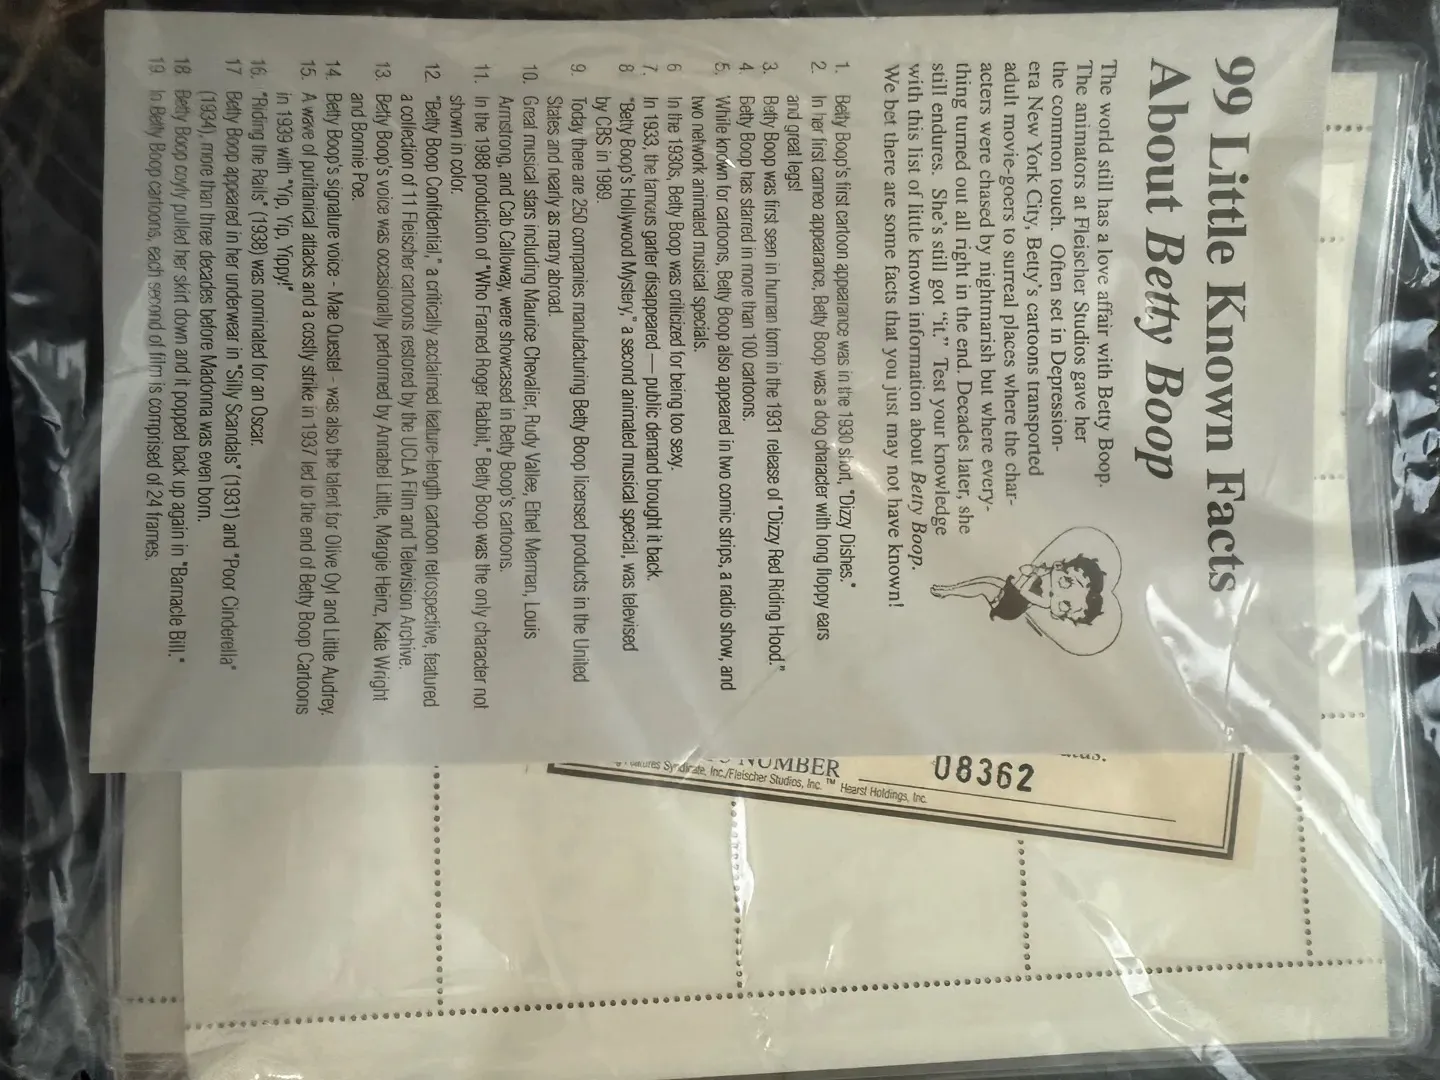 99 Little Known Facts
About Betty Boop
The world still has a love affair with Betty Boop.
The animators at Fleischer Studios gave her
the common touch. Often set in Depression-
era New York City, Betty's cartoons transported
adult movie-goers to surreal places where the char-
acters were chased by nightmarish but where every-
thing turned out all right in the end. Decades later, she
still endures. She's still got "it." Test your knowledge
with this list of little known information about Betty Boop.
We bet there are some facts that you just may not have known!
1. Betty Boop's first cartoon appearance was in the 1930 short, "Dizzy Dishes."
2. In her first cameo appearance, Betty Boop was a dog character with long floppy ears
and great legs!
3. Betty Boop was first seen in human form in the 1931 release of "Dizzy Red Riding Hood."
4. Betty Boop has starred in more than 100 cartoons.
5. While known for cartoons, Betty Boop also appeared in two comic strips, a radio show, and
two network animated musical specials.
6 In the 1930s, Betty Boop was criticized for being too sexy.
7. In 1933, the famous garter disappeared — public demand brought it back.
8 "Betty Boop's Hollywood Mystery," a second animated musical special, was televised
by CBS in 1989.
9. Today there are 250 companies manufacturing Betty Boop licensed products in the United
States and nearly as many abroad.
10. Great musical stars including Maurice Chevalier, Rudy Vallee, Ethel Merman, Louis
Armstrong, and Cab Calloway, were showcased in Betty Boop's cartoons.
11. In the 1988 production of "Who Framed Roger Rabbit," Betty Boop was the only character not
shown in color.
12. "Betty Boop Confidential," a critically acclaimed feature-length cartoon retrospective, featured
a collection of 11 Fleischer cartoons restored by the UCLA Film and Television Archive.
13. Betty Boop's voice was occasionally performed by Annabel Little, Margie Heinz, Kate Wright
and Bonnie Poe.
14. Betty Boop's signature voice - Mae Questel - was also the talent for Olive Oyl and Little Audrey.
15. A wave of puritanical attacks and a costly strike in 1937 led to the end of Betty Boop Cartoons
in 1939 with "Yip, Yip, Yippy!"
16. "Riding the Rails" (1938) was nominated for an Oscar.
17 Betty Boop appeared in her underwear in "Silly Scandals" (1931) and "Poor Cinderella"
(1934), more than three decades before Madonna was even born.
18. Betty Boop coyly pulled her skirt down and it popped back up again in "Barnacle Bill."
19. In Betty Boop cartoons, each second of film is comprised of 24 frames.
08362
NUMBER
Syndicate, Inc./Fleischer Studios, Inc. ™ Hearst Holdings, Inc.